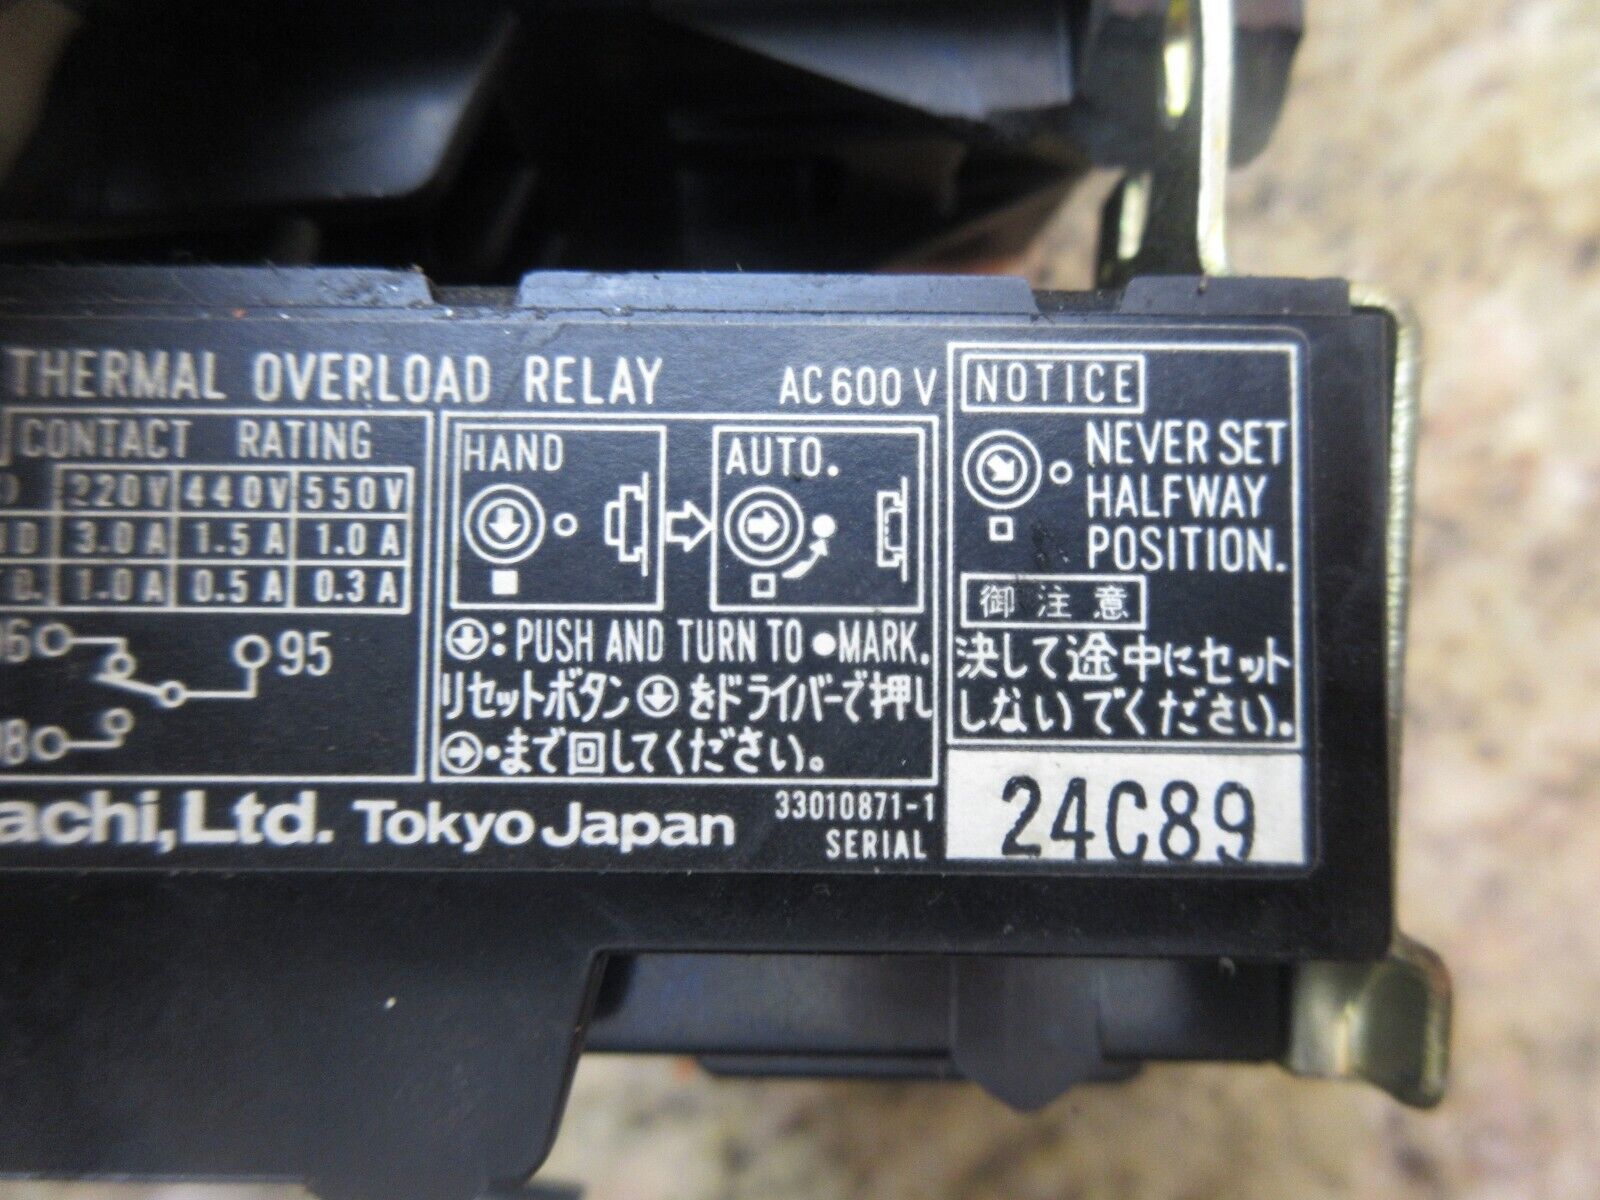 THERMAL OVERLOAD RELAY AC600V
CONTACT RATING
220V 440V 550V
3.0A 1.5A 1.0A
1.0A 0.5A 0.3A
95
HAND
AUTO.
:PUSH AND TURN TO ●MARK.
リセットボタンをドライバーで押し
・まで回してください。
NOTICE
NEVER SET
HALFWAY
POSITION.
御注意
決して途中にセット
しないでください.
Ltd. Tokyo Japan
33010871-1
SERIAL
24C89